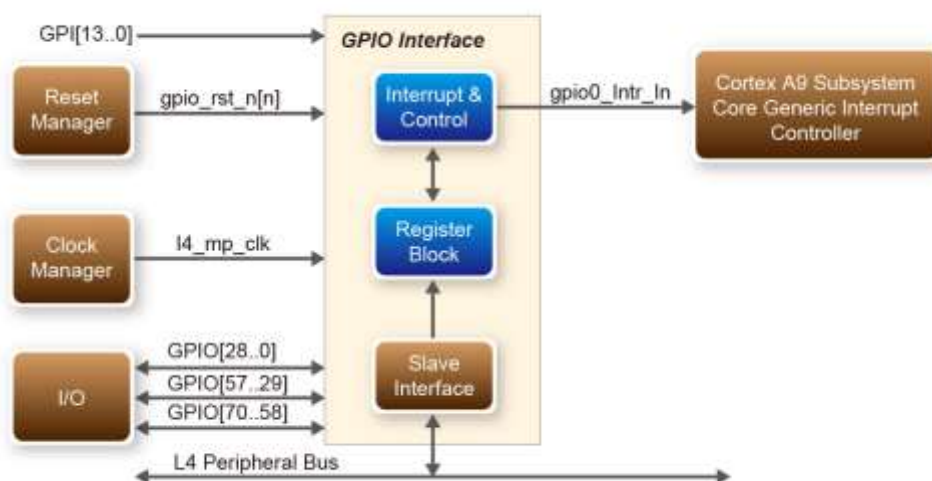 GPI[13..0]
GPIO Interface
Reset
Manager
gpio_rst_n[n]
Interrupt &
Control
gpio0_Intr_In
Cortex A9 Subsystem
Core Generic Interrupt
Controller
Clock
Manager
l4_mp_clk
Register
Block
I/O
GPIO[28..0]
GPIO[57..29]
GPIO[70..58]
Slave
Interface
L4 Peripheral Bus